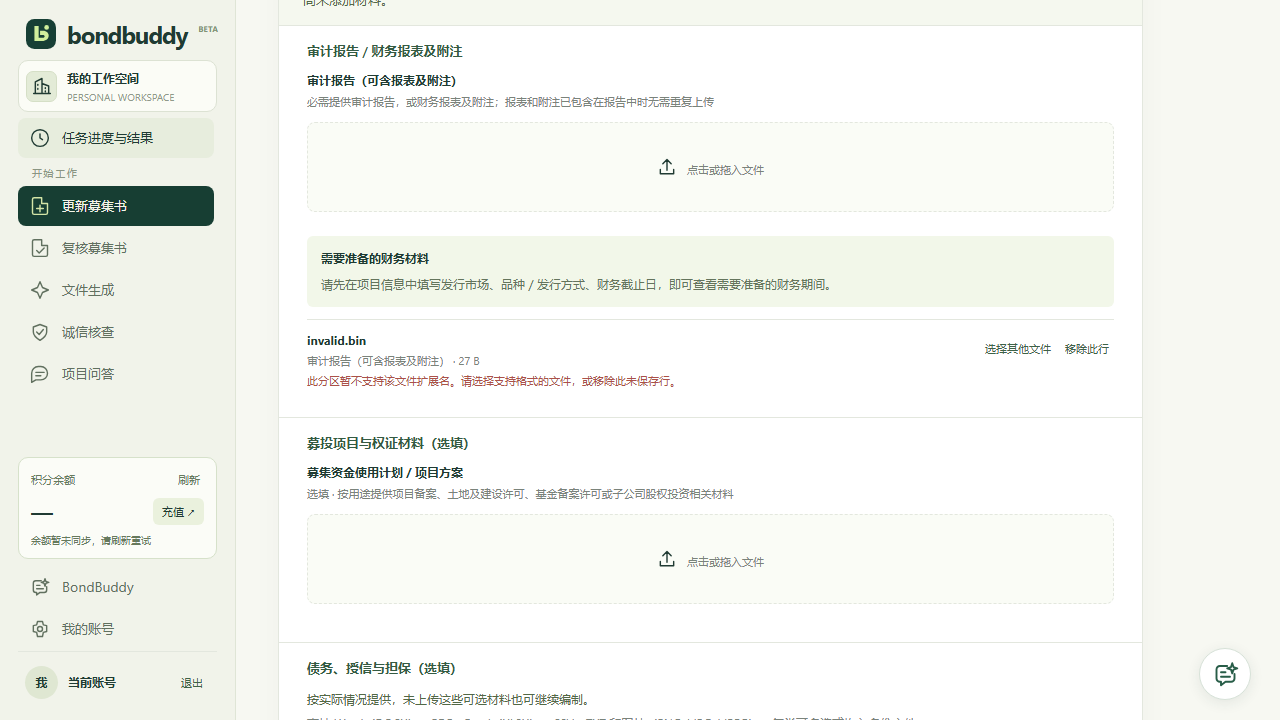 bondbuddy BETA
我的工作空间
PERSONAL WORKSPACE
任务进度与结果
开始工作
更新募集书
复核募集书
文件生成
诚信核查
项目问答
积分余额 刷新
— 充值 ↗
余额暂未同步，请刷新重试
BondBuddy
我的账号
我 当前账号 退出
尚未添加材料。
审计报告 / 财务报表及附注
审计报告（可含报表及附注）
必需提供审计报告，或财务报表及附注；报表和附注已包含在报告中时无需重复上传
点击或拖入文件
需要准备的财务材料
请先在项目信息中填写发行市场、品种 / 发行方式、财务截止日，即可查看需要准备的财务期间。
invalid.bin
审计报告（可含报表及附注） · 27 B
此分区暂不支持该文件扩展名。请选择支持格式的文件，或移除此未保存行。
选择其他文件 移除此行
募投项目与权证材料（选填）
募集资金使用计划 / 项目方案
选填 · 按用途提供项目备案、土地及建设许可、基金备案许可或子公司股权投资相关材料
点击或拖入文件
债务、授信与担保（选填）
按实际情况提供，未上传这些可选材料也可继续编制。